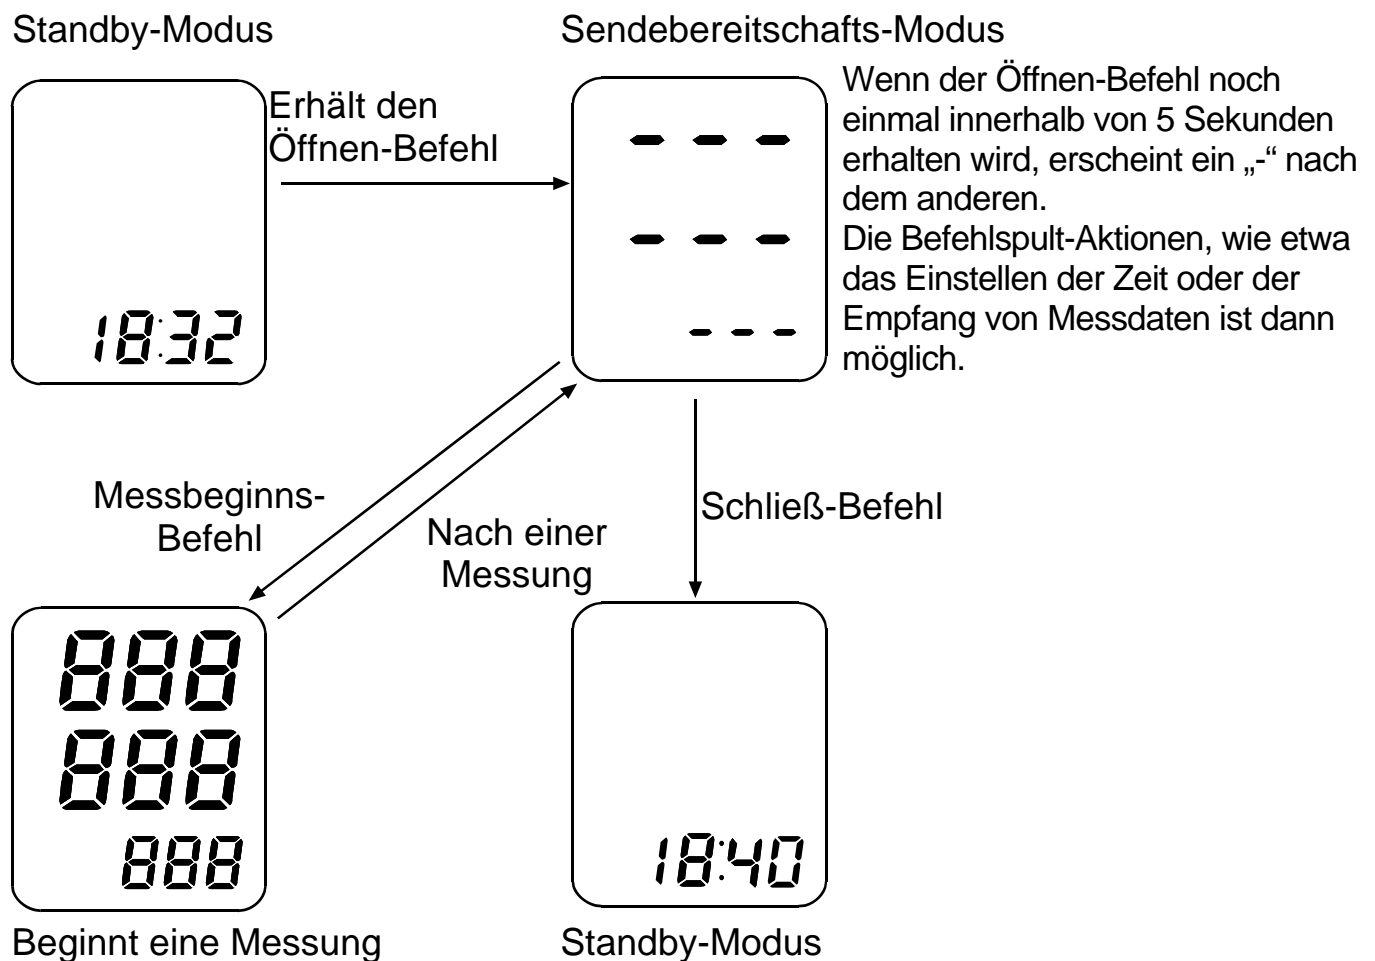 Standby-Modus
Sendebereitschafts-Modus
Erhält den
Öffnen-Befehl
18:32
- - -
- - -
- - -
Wenn der Öffnen-Befehl noch
einmal innerhalb von 5 Sekunden
erhalten wird, erscheint ein „-“ nach
dem anderen.
Die Befehlspult-Aktionen, wie etwa
das Einstellen der Zeit oder der
Empfang von Messdaten ist dann
möglich.
Messbeginns-
Befehl
Nach einer
Messung
Schließ-Befehl
888
888
888
Beginnt eine Messung
18:40
Standby-Modus